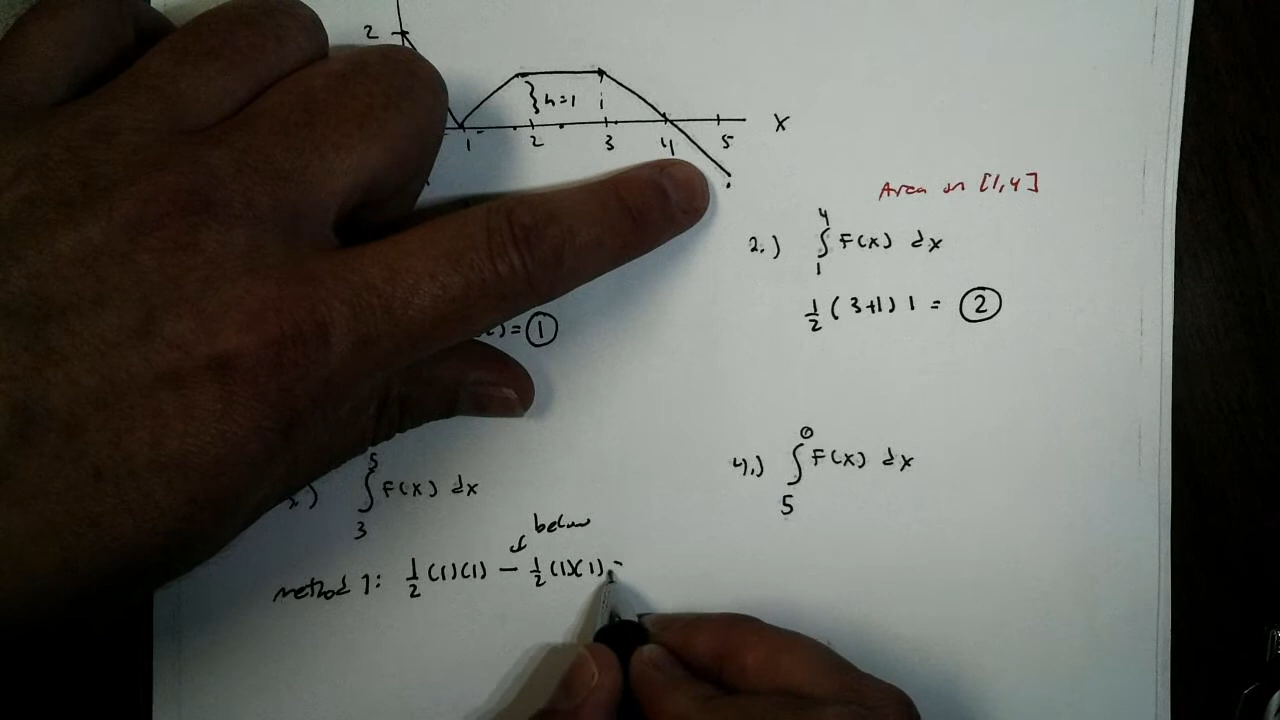 2
h=1
1 2 3 4 5 X
Area on [1,4]
2.) ∫₁⁴ F(x) dx
½ (3+1) 1 = 2
) = 1
) ∫₃⁵ F(x) dx
4.) ∫₅⁰ F(x) dx
below
method 1: ½ (1)(1) − ½ (1)(1) =